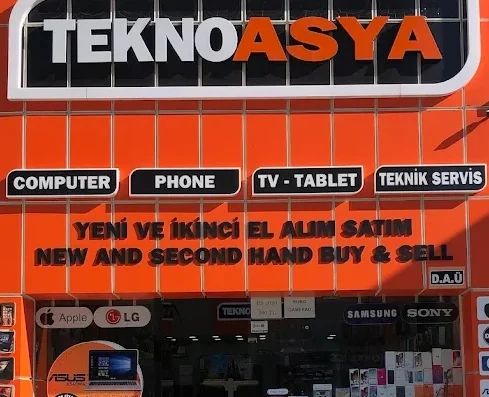 TEKNOASYA
COMPUTER
PHONE
TV - TABLET
TEKNİK SERVİS
YENİ VE İKİNCİ EL ALIM SATIM
NEW AND SECOND HAND BUY & SELL
D.A.Ü
Apple
LG
TEKNO
SAMSUNG
SONY
ASUS